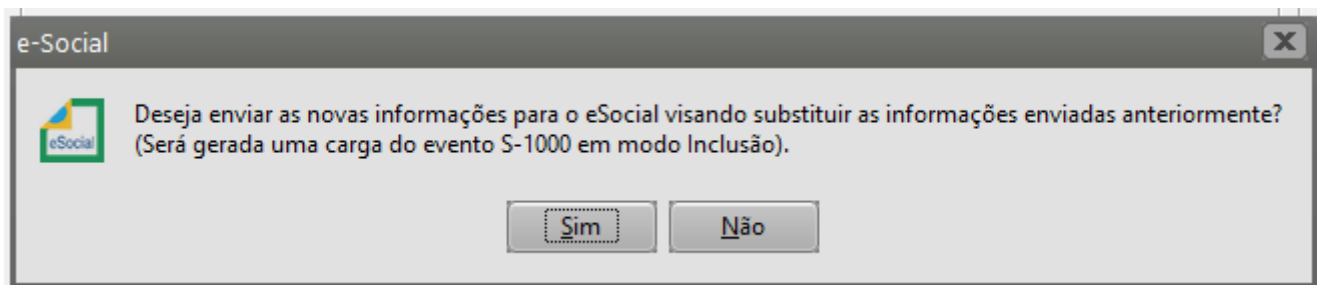 e-Social
Deseja enviar as novas informações para o eSocial visando substituir as informações enviadas anteriormente?
eSocial
(Será gerada uma carga do evento S-1000 em modo Inclusão).
Sim
Não